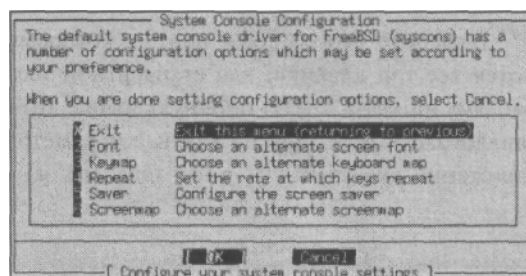 System Console Configuration
The default system console driver for FreeBSD (syscons) has a
number of configuration options which may be set according to
your preference.
When you are done setting configuration options, select Cancel.
X Exit Exit this menu (returning to previous)
Font Choose an alternate screen font
Keymap Choose an alternate keyboard map
Repeat Set the rate at which keys repeat
Saver Configure the screen saver
Screenmap Choose an alternate screenmap
[ OK ] Cancel
[ Configure your system console settings ]